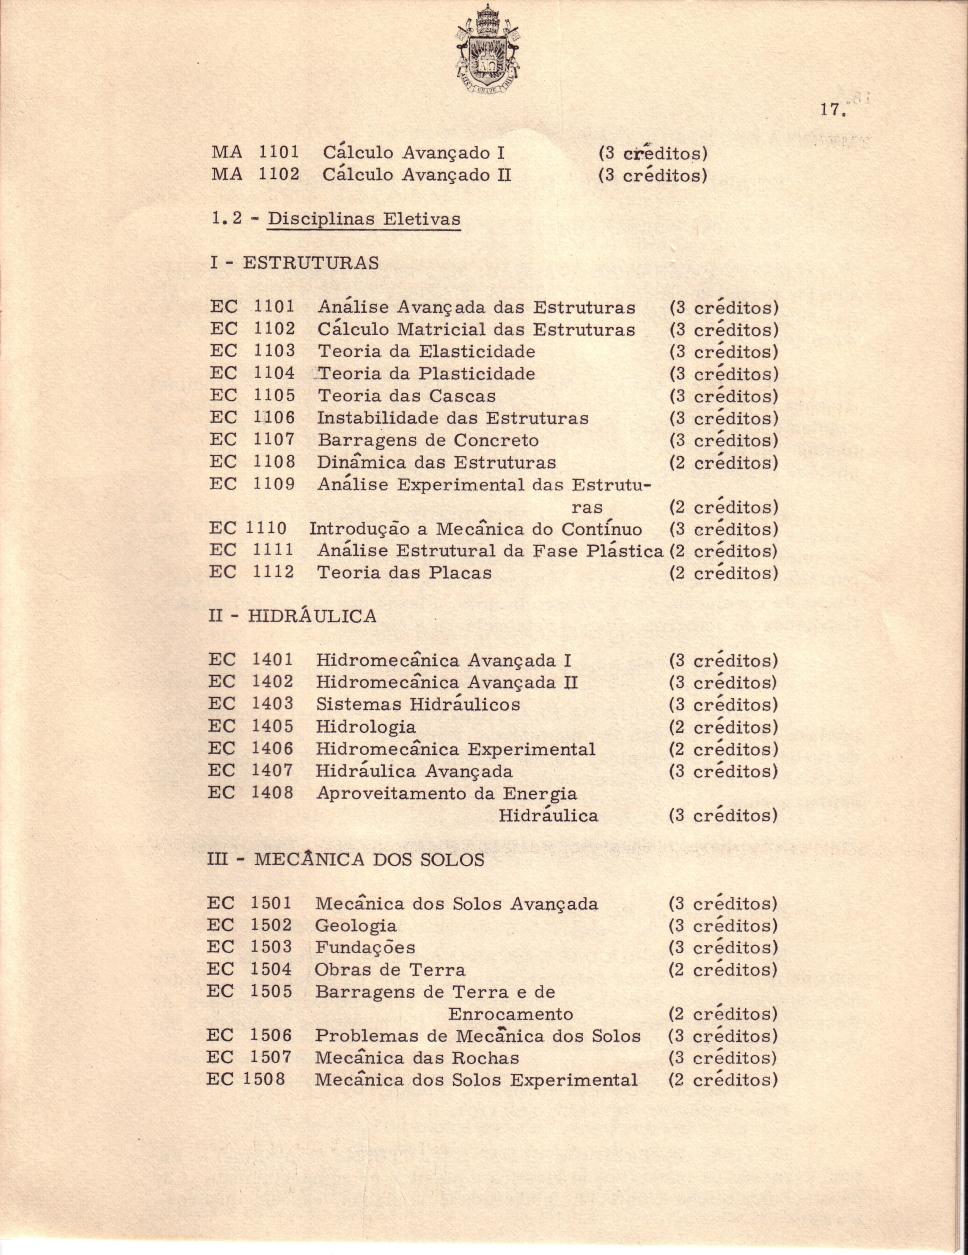 17.
MA 1101 Cálculo Avançado I (3 créditos)
MA 1102 Cálculo Avançado II (3 créditos)
1.2 - Disciplinas Eletivas
I - ESTRUTURAS
EC 1101 Análise Avançada das Estruturas (3 créditos)
EC 1102 Cálculo Matricial das Estruturas (3 créditos)
EC 1103 Teoria da Elasticidade (3 créditos)
EC 1104 Teoria da Plasticidade (3 créditos)
EC 1105 Teoria das Cascas (3 créditos)
EC 1106 Instabilidade das Estruturas (3 créditos)
EC 1107 Barragens de Concreto (3 créditos)
EC 1108 Dinâmica das Estruturas (2 créditos)
EC 1109 Análise Experimental das Estrutu-
ras (2 créditos)
EC 1110 Introdução a Mecânica do Contínuo (3 créditos)
EC 1111 Análise Estrutural da Fase Plástica (2 créditos)
EC 1112 Teoria das Placas (2 créditos)
II - HIDRÁULICA
EC 1401 Hidromecânica Avançada I (3 créditos)
EC 1402 Hidromecânica Avançada II (3 créditos)
EC 1403 Sistemas Hidráulicos (3 créditos)
EC 1405 Hidrologia (2 créditos)
EC 1406 Hidromecânica Experimental (2 créditos)
EC 1407 Hidráulica Avançada (3 créditos)
EC 1408 Aproveitamento da Energia
Hidráulica (3 créditos)
III - MECÂNICA DOS SOLOS
EC 1501 Mecânica dos Solos Avançada (3 créditos)
EC 1502 Geologia (3 créditos)
EC 1503 Fundações (3 créditos)
EC 1504 Obras de Terra (2 créditos)
EC 1505 Barragens de Terra e de
Enrocamento (2 créditos)
EC 1506 Problemas de Mecânica dos Solos (3 créditos)
EC 1507 Mecânica das Rochas (3 créditos)
EC 1508 Mecânica dos Solos Experimental (2 créditos)